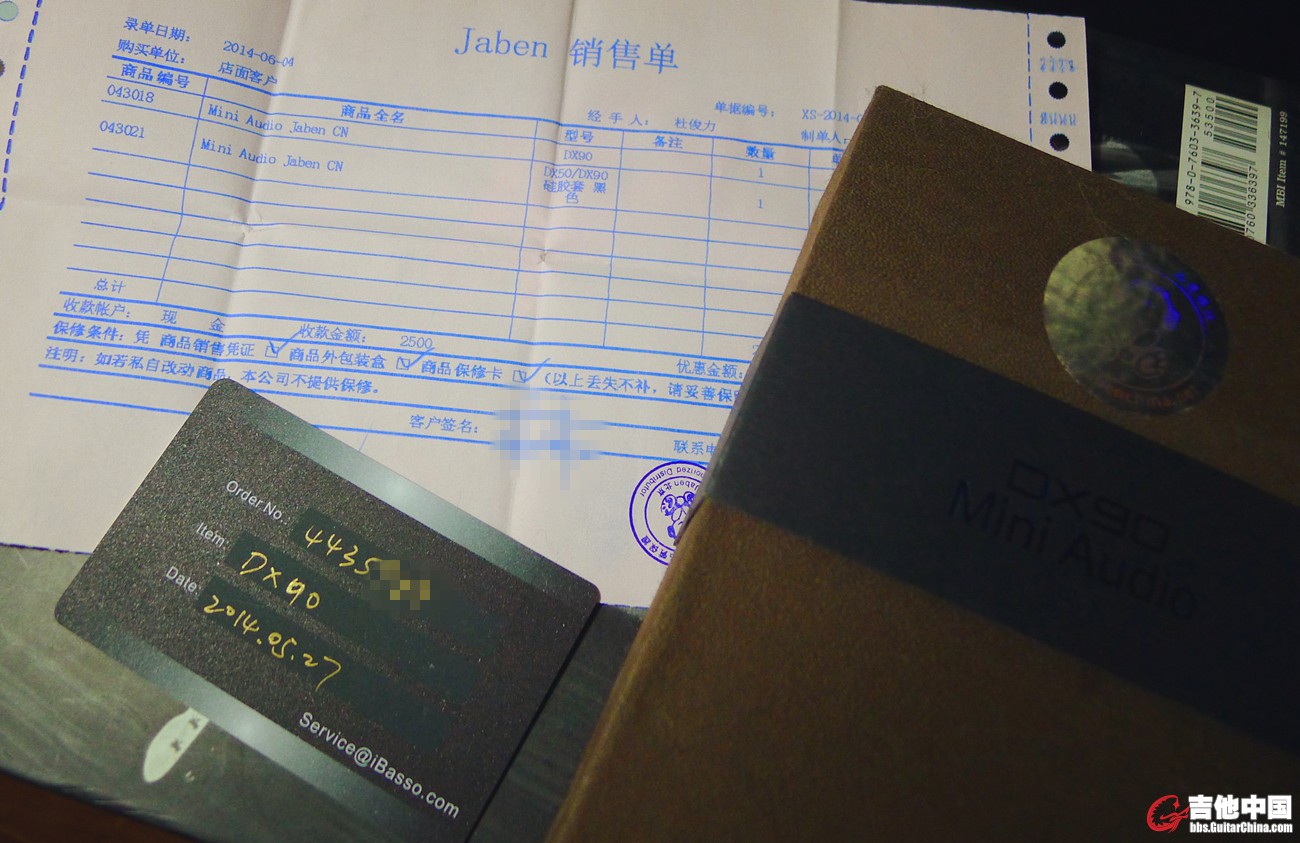 Jaben 销售单
录单日期: 2014-06-04
购买单位: 店面客户
经手人: 杜俊力
单据编号: XS-2014-
制单人
商品编号 商品全名 型号 备注 数量
043018 Mini Audio Jaben CN DX90 1
043021 Mini Audio Jaben CN DX50/DX90 硅胶套 黑色 1
总计
收款帐户: 现 金 收款金额: 2500 优惠金额:
保修条件: 凭 商品销售凭证 商品外包装盒 商品保修卡 (以上丢失不补,请妥善保
注明: 如若私自改动商品,本公司不提供保修。
客户签名: 联系
Jaben 北京
Order No.: 4435
Item: DX90
Date: 2014.05.27
Service@iBasso.com
DX90
Mini Audio
978-0-7603-3639-7
53500
MBI Item # 147199
吉他中国
bbs.GuitarChina.com